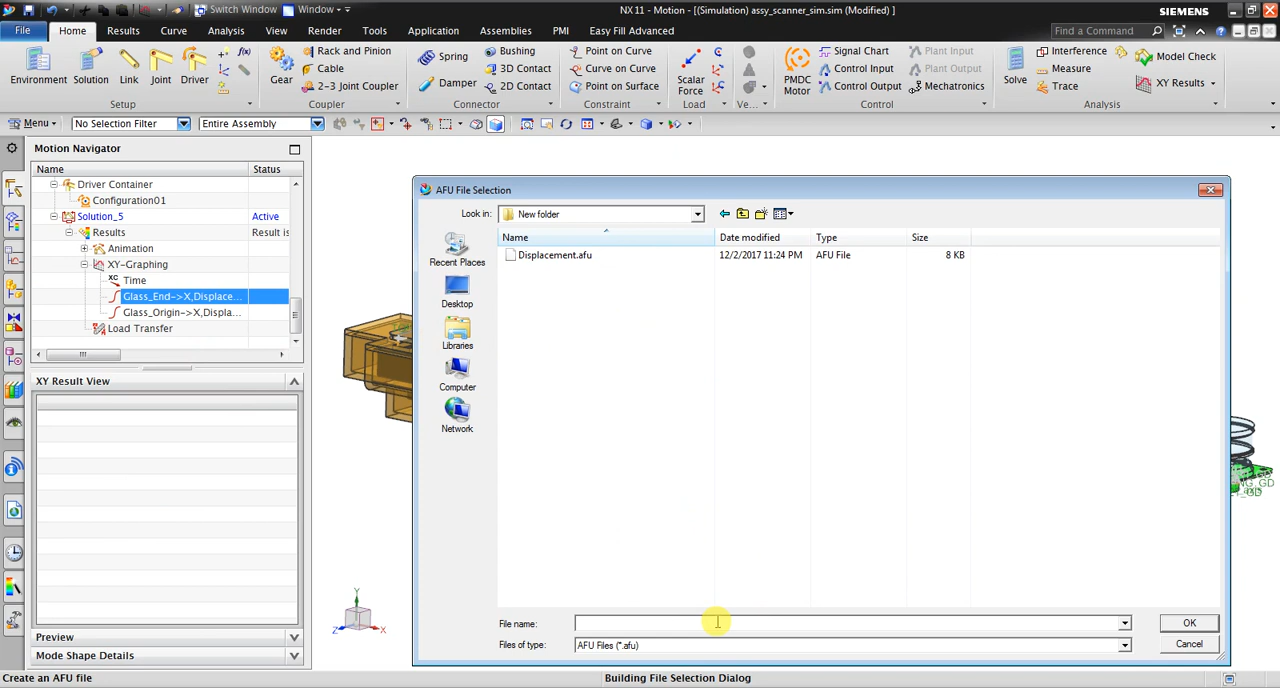 Switch Window
Window
NX 11 - Motion - [(Simulation) assy_scanner_sim.sim (Modified) ]
SIEMENS
File
Home
Results
Curve
Analysis
View
Render
Tools
Application
Assemblies
PMI
Easy Fill Advanced
Find a Command
Environment
Solution
Link
Joint
Driver
f(x)
Setup
Gear
Rack and Pinion
Cable
2-3 Joint Coupler
Coupler
Spring
Damper
Bushing
3D Contact
2D Contact
Connector
Point on Curve
Curve on Curve
Point on Surface
Constraint
Scalar
Force
Load
Ve...
PMDC
Motor
Signal Chart
Control Input
Control Output
Plant Input
Plant Output
Mechatronics
Control
Solve
Interference
Measure
Trace
Model Check
XY Results
Analysis
Menu
No Selection Filter
Entire Assembly
Motion Navigator
Name
Status
Driver Container
Configuration01
Solution_5
Active
Results
Result is
Animation
XY-Graphing
XC
Time
Glass_End->X,Displace...
Glass_Origin->X,Displa...
Load Transfer
XY Result View
Preview
Mode Shape Details
Create an AFU file
Building File Selection Dialog
AFU File Selection
Look in:
New folder
Name
Date modified
Type
Size
Displacement.afu
12/2/2017 11:24 PM
AFU File
8 KB
Recent Places
Desktop
Libraries
Computer
Network
File name:
OK
Files of type:
AFU Files (*.afu)
Cancel
Y
Z
X